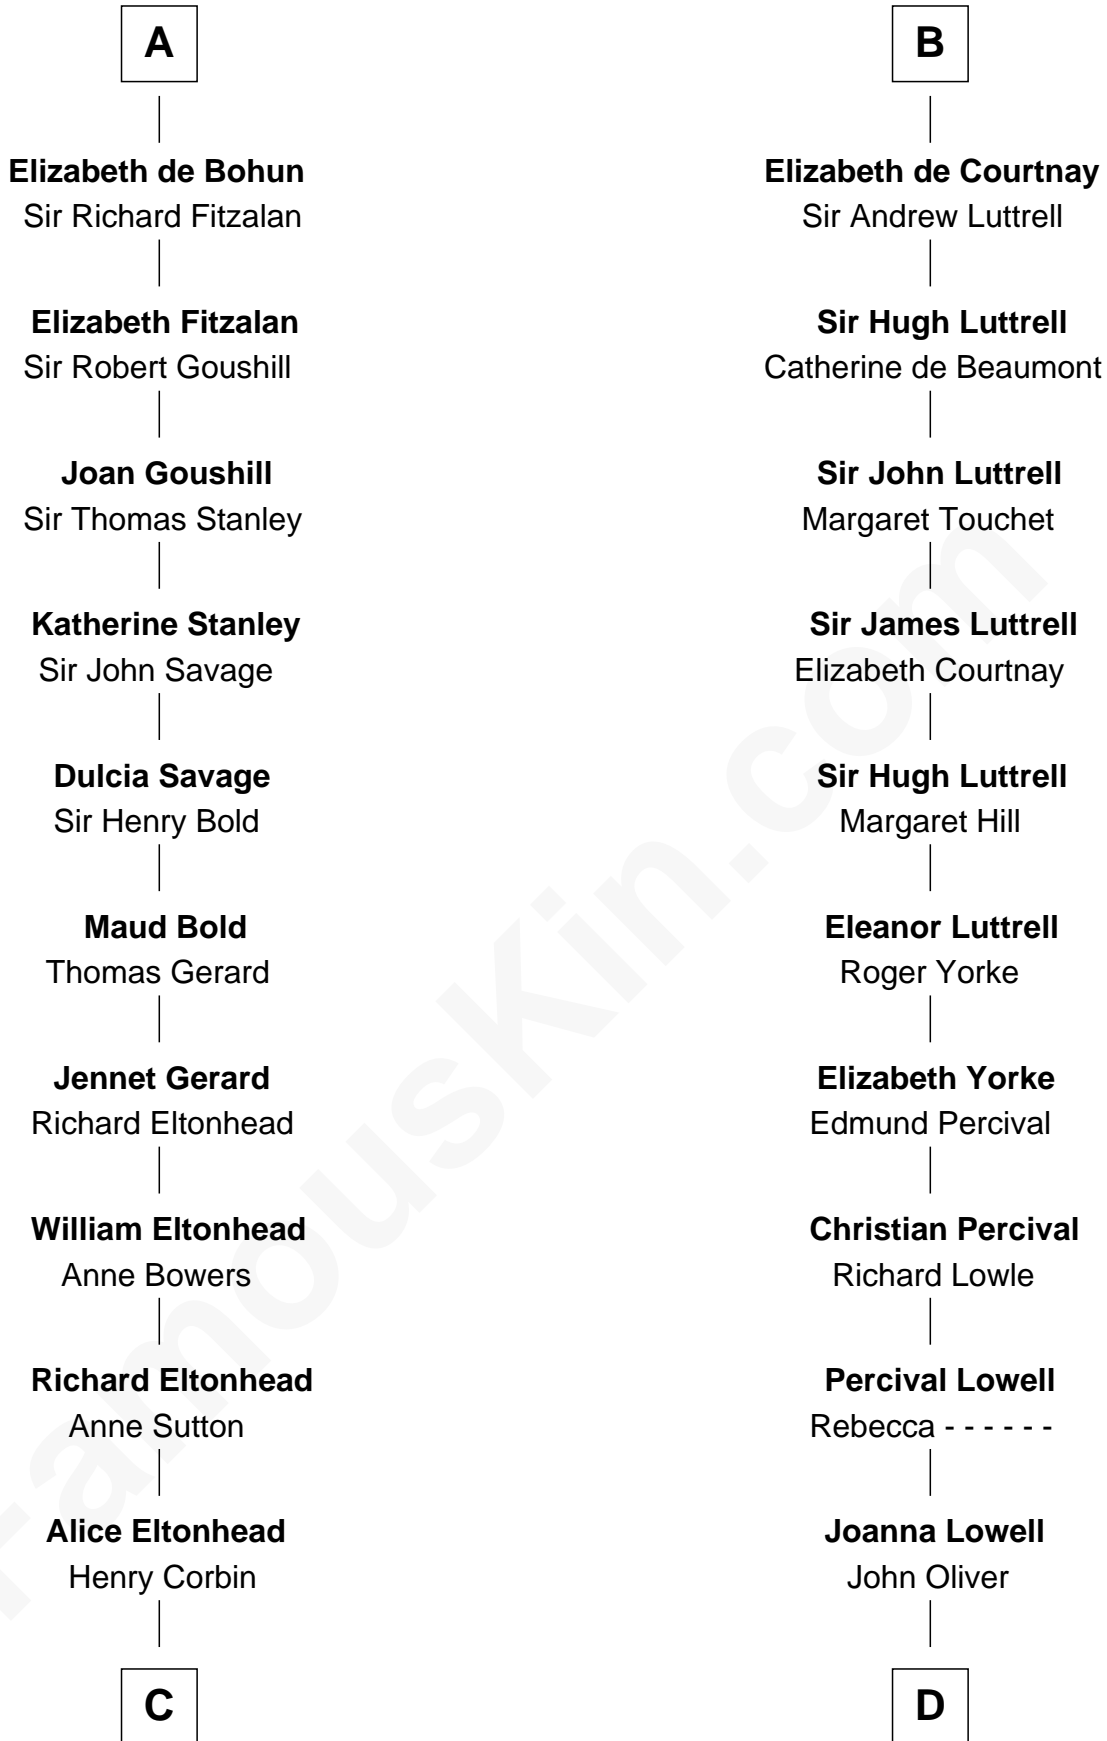 A
Elizabeth de Bohun
Sir Richard Fitzalan
Elizabeth Fitzalan
Sir Robert Goushill
Joan Goushill
Sir Thomas Stanley
Katherine Stanley
Sir John Savage
Dulcia Savage
Sir Henry Bold
Maud Bold
Thomas Gerard
Jennet Gerard
Richard Eltonhead
William Eltonhead
Anne Bowers
Richard Eltonhead
Anne Sutton
Alice Eltonhead
Henry Corbin
C
B
Elizabeth de Courtnay
Sir Andrew Luttrell
Sir Hugh Luttrell
Catherine de Beaumont
Sir John Luttrell
Margaret Touchet
Sir James Luttrell
Elizabeth Courtnay
Sir Hugh Luttrell
Margaret Hill
Eleanor Luttrell
Roger Yorke
Elizabeth Yorke
Edmund Percival
Christian Percival
Richard Lowle
Percival Lowell
Rebecca - - - - - -
Joanna Lowell
John Oliver
D
FamousKin.com